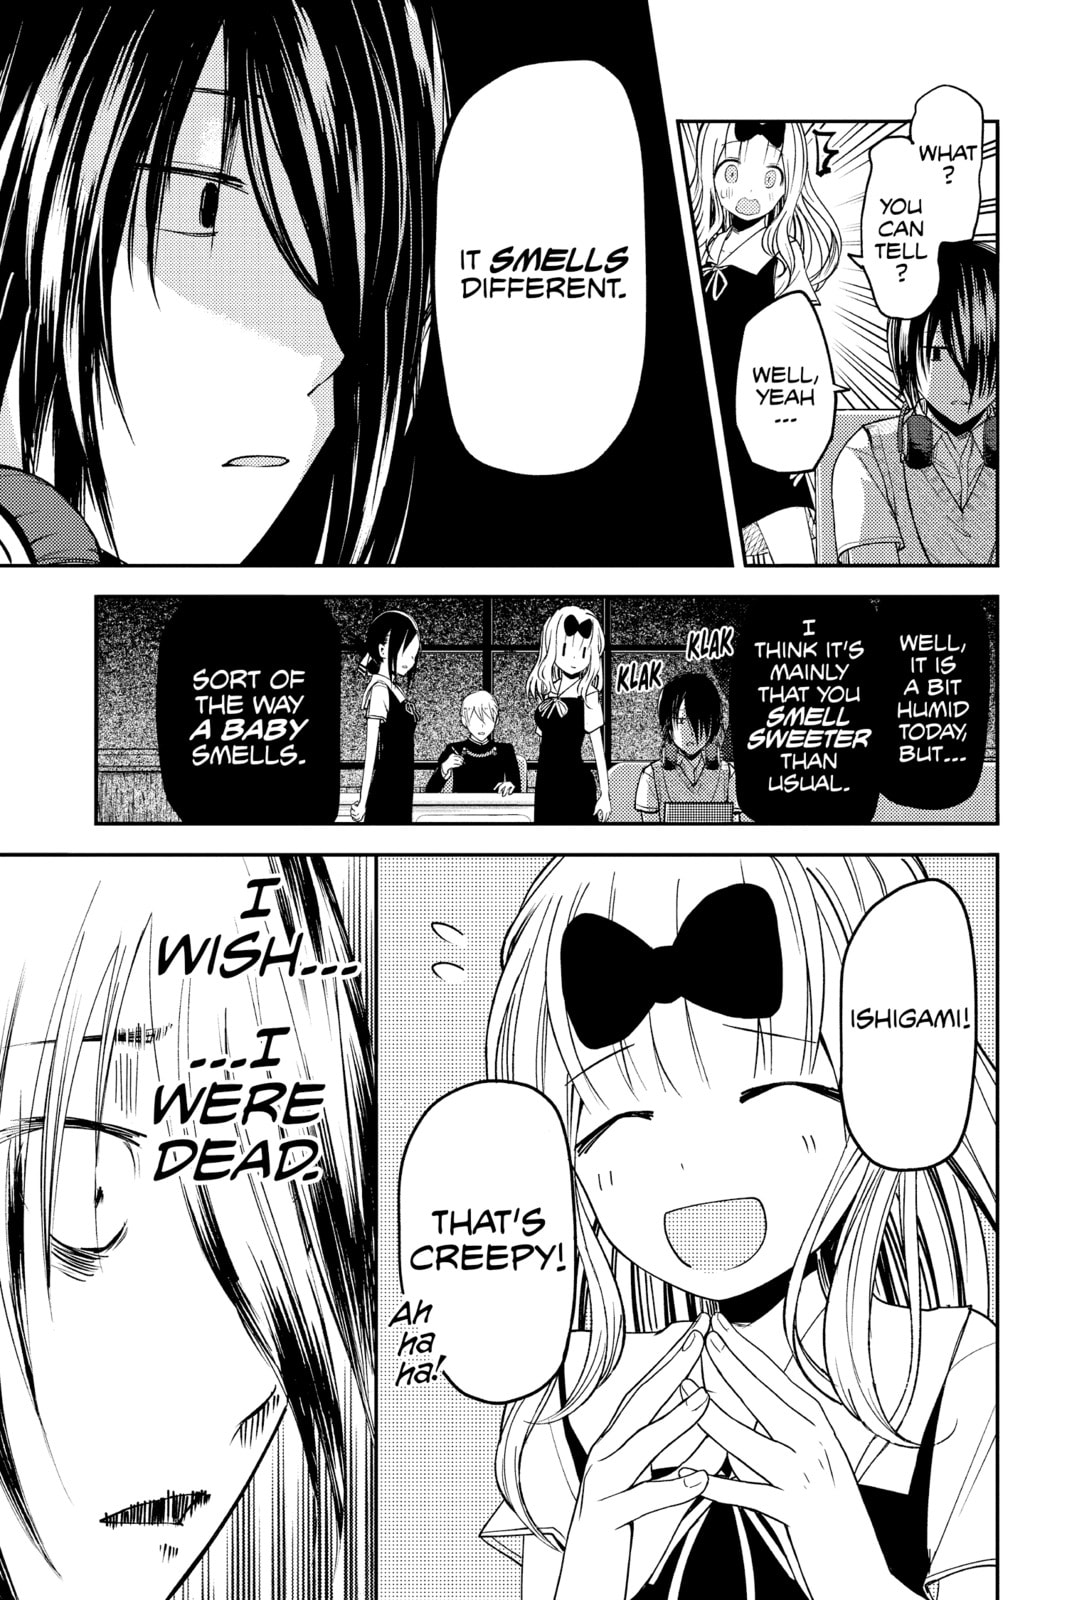 WHAT
?
YOU
CAN
TELL
?
WELL,
YEAH
...
IT SMELLS
DIFFERENT.
WELL,
IT IS
A BIT
HUMID
TODAY,
BUT...
I
THINK IT'S
MAINLY
THAT YOU
SMELL
SWEETER
THAN
USUAL.
KLAK
KLAK
SORT OF
THE WAY
A BABY
SMELLS.
ISHIGAMI!
THAT'S
CREEPY!
Ah
ha
ha!
I
WISH...
...I
WERE
DEAD.